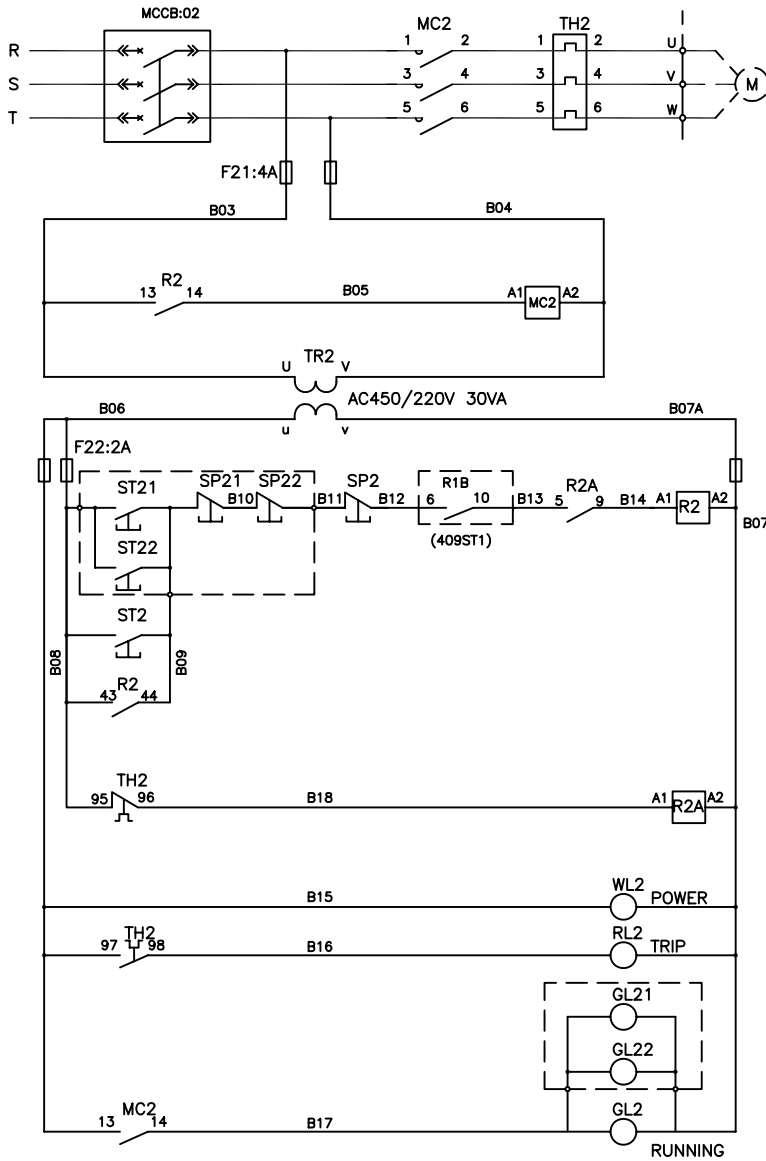 MCCB:02
MC2 TH2
R 1 2 1 2 U
S 3 4 3 4 V M
T 5 6 5 6 W
F21:4A
B03 B04
R2
13 14 B05 A1 MC2 A2
TR2
U V
AC450/220V 30VA
B06 u v B07A
F22:2A
ST21 SP21 B10 SP22 B11 SP2 B12 6 R1B 10 B13 5 R2A 9 B14 A1 R2 A2
B07
(409ST1)
ST22
ST2
B08 B09
R2
43 44
TH2
95 96 B18 A1 R2A A2
B15 WL2 POWER
TH2
97 98 B16 RL2 TRIP
GL21
GL22
MC2
13 14 B17 GL2
RUNNING